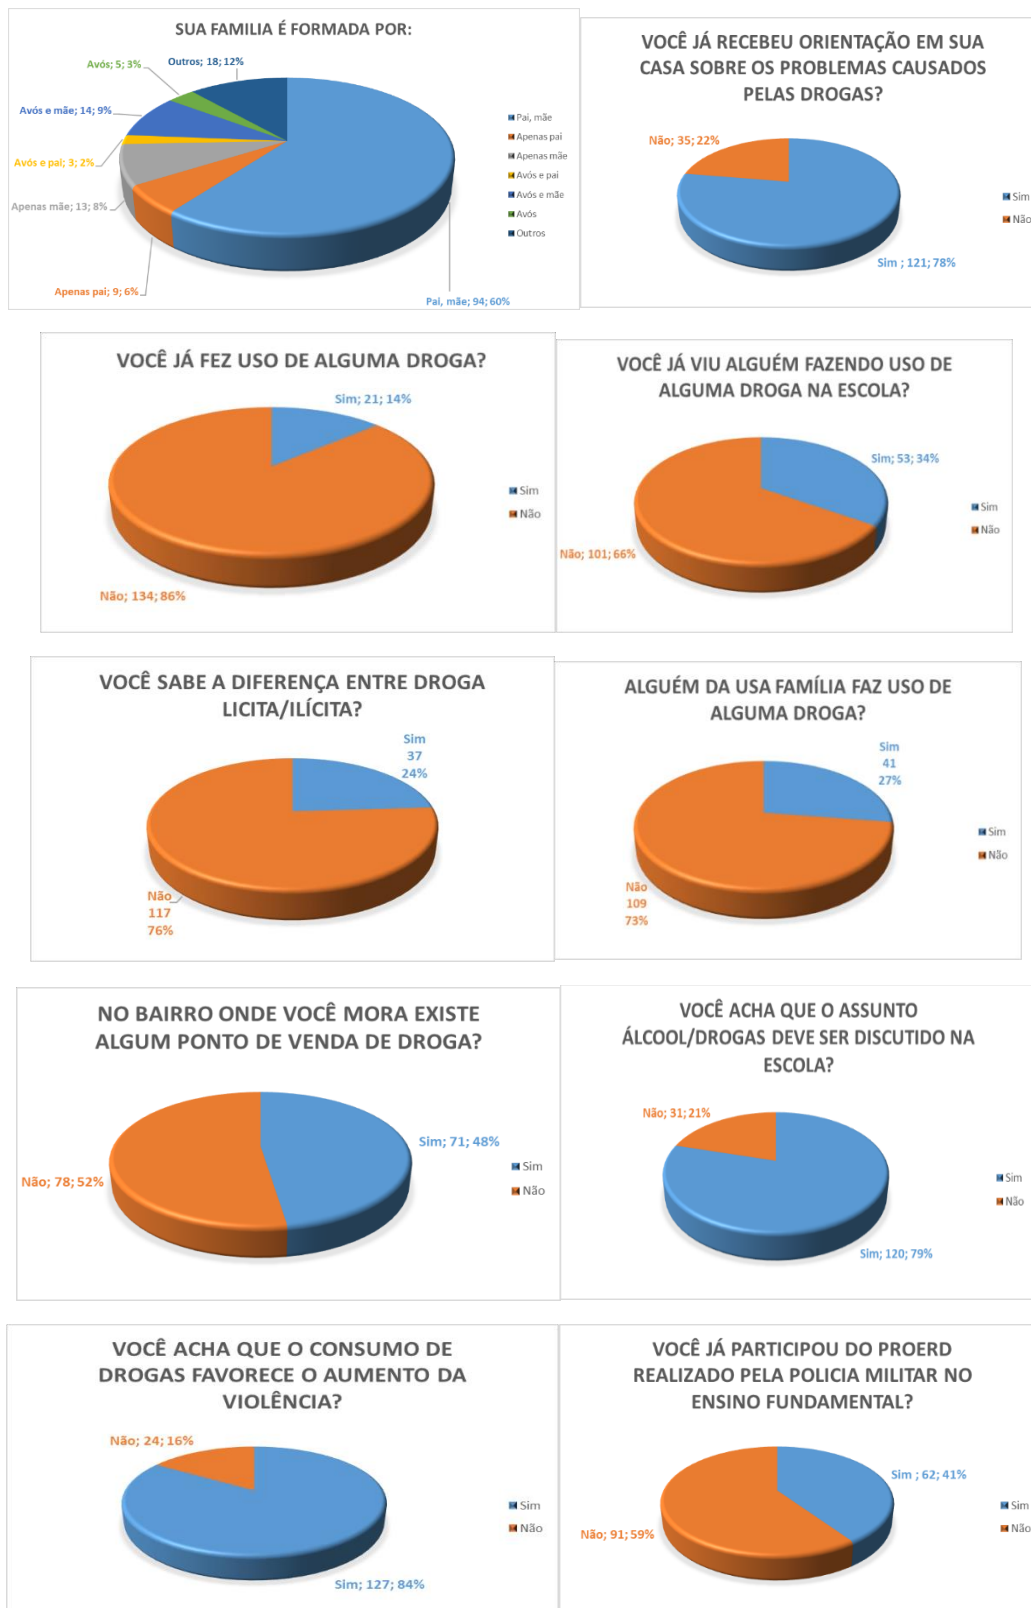 SUA FAMILIA É FORMADA POR:
Avós; 5; 3%
Outros; 18; 12%
Avós e mãe; 14; 9%
Avós e pai; 3; 2%
Apenas mãe; 13; 8%
Apenas pai; 9; 6%
Pai, mãe; 94; 60%
Pai, mãe
Apenas pai
Apenas mãe
Avós e pai
Avós e mãe
Avós
Outros
VOCÊ JÁ RECEBEU ORIENTAÇÃO EM SUA
CASA SOBRE OS PROBLEMAS CAUSADOS
PELAS DROGAS?
Não; 35; 22%
Sim ; 121; 78%
Sim
Não
VOCÊ JÁ FEZ USO DE ALGUMA DROGA?
Sim; 21; 14%
Não; 134; 86%
Sim
Não
VOCÊ JÁ VIU ALGUÉM FAZENDO USO DE
ALGUMA DROGA NA ESCOLA?
Sim; 53; 34%
Não; 101; 66%
Sim
Não
VOCÊ SABE A DIFERENÇA ENTRE DROGA
LICITA/ILÍCITA?
Sim
37
24%
Não
117
76%
ALGUÉM DA USA FAMÍLIA FAZ USO DE
ALGUMA DROGA?
Sim
41
27%
Não
109
73%
Sim
Não
NO BAIRRO ONDE VOCÊ MORA EXISTE
ALGUM PONTO DE VENDA DE DROGA?
Sim; 71; 48%
Não; 78; 52%
Sim
Não
VOCÊ ACHA QUE O ASSUNTO
ÁLCOOL/DROGAS DEVE SER DISCUTIDO NA
ESCOLA?
Não; 31; 21%
Sim; 120; 79%
Sim
Não
VOCÊ ACHA QUE O CONSUMO DE
DROGAS FAVORECE O AUMENTO DA
VIOLÊNCIA?
Não; 24; 16%
Sim; 127; 84%
Sim
Não
VOCÊ JÁ PARTICIPOU DO PROERD
REALIZADO PELA POLICIA MILITAR NO
ENSINO FUNDAMENTAL?
Sim ; 62; 41%
Não; 91; 59%
Sim
Não